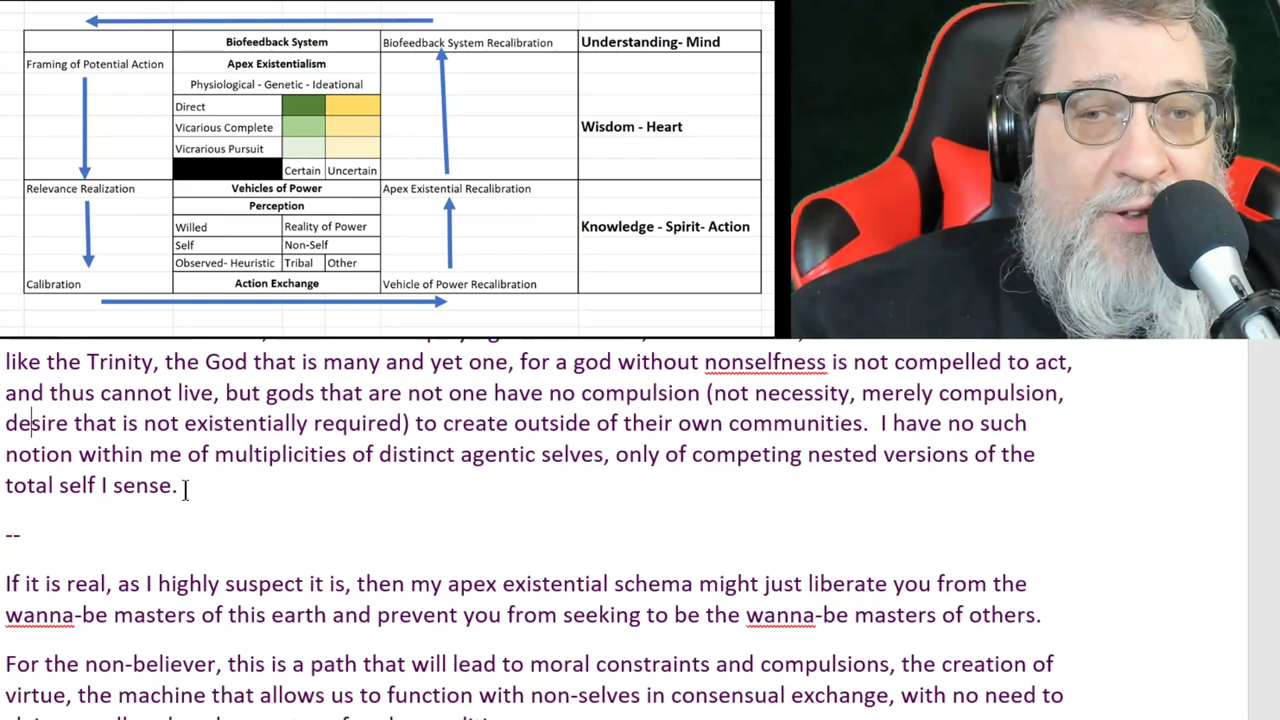 Biofeedback System Biofeedback System Recalibration Understanding- Mind
Framing of Potential Action Apex Existentialism
Physiological - Genetic - Ideational
Direct
Vicarious Complete Wisdom - Heart
Vicrarious Pursuit
Certain Uncertain
Relevance Realization Vehicles of Power Apex Existential Recalibration
Perception
Willed Reality of Power Knowledge - Spirit- Action
Self Non-Self
Observed- Heuristic Tribal Other
Calibration Action Exchange Vehicle of Power Recalibration
like the Trinity, the God that is many and yet one, for a god without nonselfness is not compelled to act,
and thus cannot live, but gods that are not one have no compulsion (not necessity, merely compulsion,
desire that is not existentially required) to create outside of their own communities. I have no such
notion within me of multiplicities of distinct agentic selves, only of competing nested versions of the
total self I sense.
--
If it is real, as I highly suspect it is, then my apex existential schema might just liberate you from the
wanna-be masters of this earth and prevent you from seeking to be the wanna-be masters of others.
For the non-believer, this is a path that will lead to moral constraints and compulsions, the creation of
virtue, the machine that allows us to function with non-selves in consensual exchange, with no need to